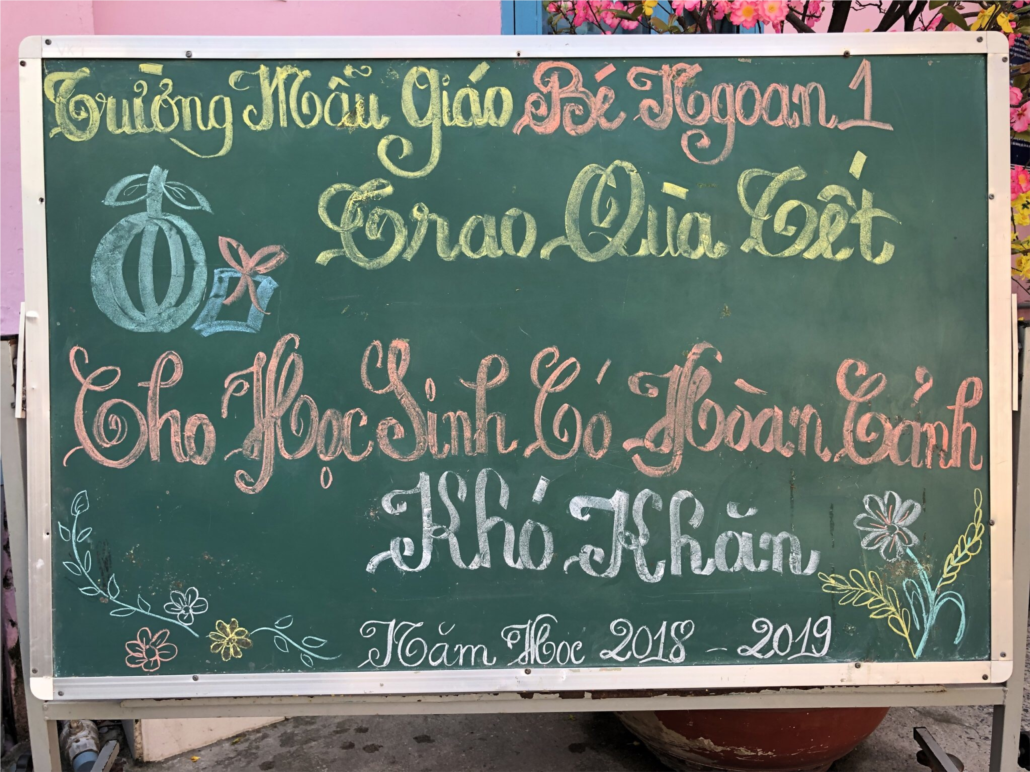 Trường Mẫu Giáo Bé Ngoan 1
Trao Quà Tết
Cho Học Sinh Có Hoàn Cảnh
Khó Khăn
Năm Học 2018 - 2019